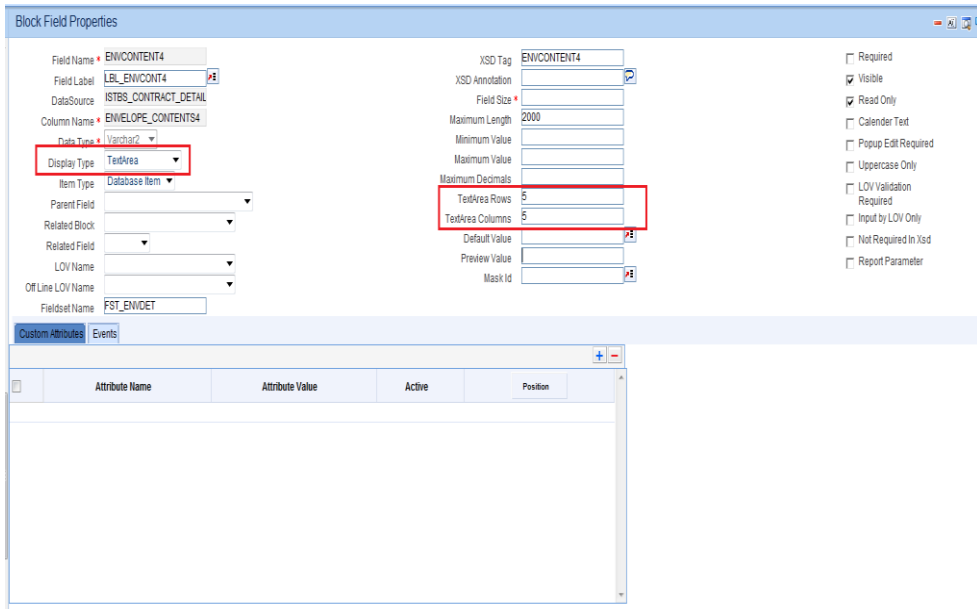 Block Field Properties
Field Name * ENVCONTENT4
Field Label LBL_ENVCONT4
DataSource ISTBS_CONTRACT_DETAIL
Column Name * ENVELOPE_CONTENTS4
Data Type * Varchar2
Display Type TextArea
Item Type Database Item
Parent Field
Related Block
Related Field
LOV Name
Off Line LOV Name
Fieldset Name FST_ENVDET
XSD Tag ENVCONTENT4
XSD Annotation
Field Size *
Maximum Length 2000
Minimum Value
Maximum Value
Maximum Decimals
TextArea Rows 5
TextArea Columns 5
Default Value
Preview Value
Mask Id
Required
Visible
Read Only
Calender Text
Popup Edit Required
Uppercase Only
LOV Validation
Required
Input by LOV Only
Not Required In Xsd
Report Parameter
Custom Attributes Events
Attribute Name Attribute Value Active Position